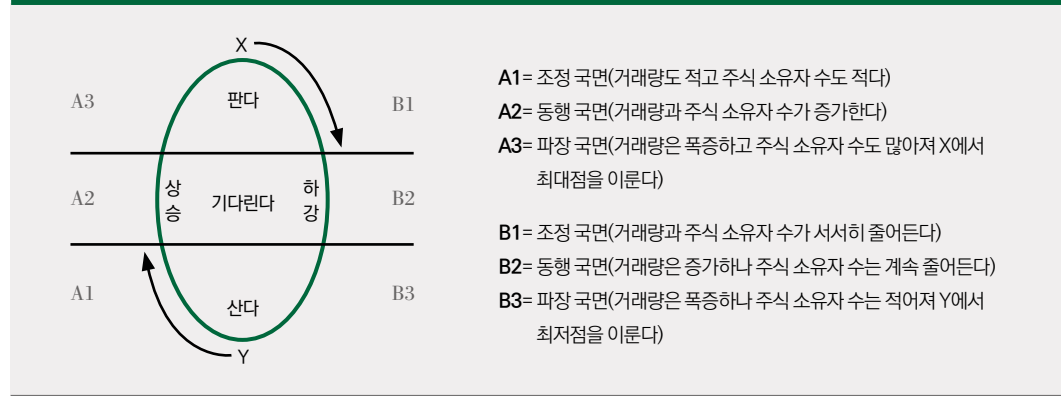 X
A3
판다
B1
A2
상승
기다린다
하강
B2
A1
산다
B3
Y
A1= 조정 국면(거래량도 적고 주식 소유자 수도 적다)
A2= 동행 국면(거래량과 주식 소유자 수가 증가한다)
A3= 파장 국면(거래량은 폭증하고 주식 소유자 수도 많아져 X에서
최대점을 이룬다)
B1= 조정 국면(거래량과 주식 소유자 수가 서서히 줄어든다)
B2= 동행 국면(거래량은 증가하나 주식 소유자 수는 계속 줄어든다)
B3= 파장 국면(거래량은 폭증하나 주식 소유자 수는 적어져 Y에서
최저점을 이룬다)